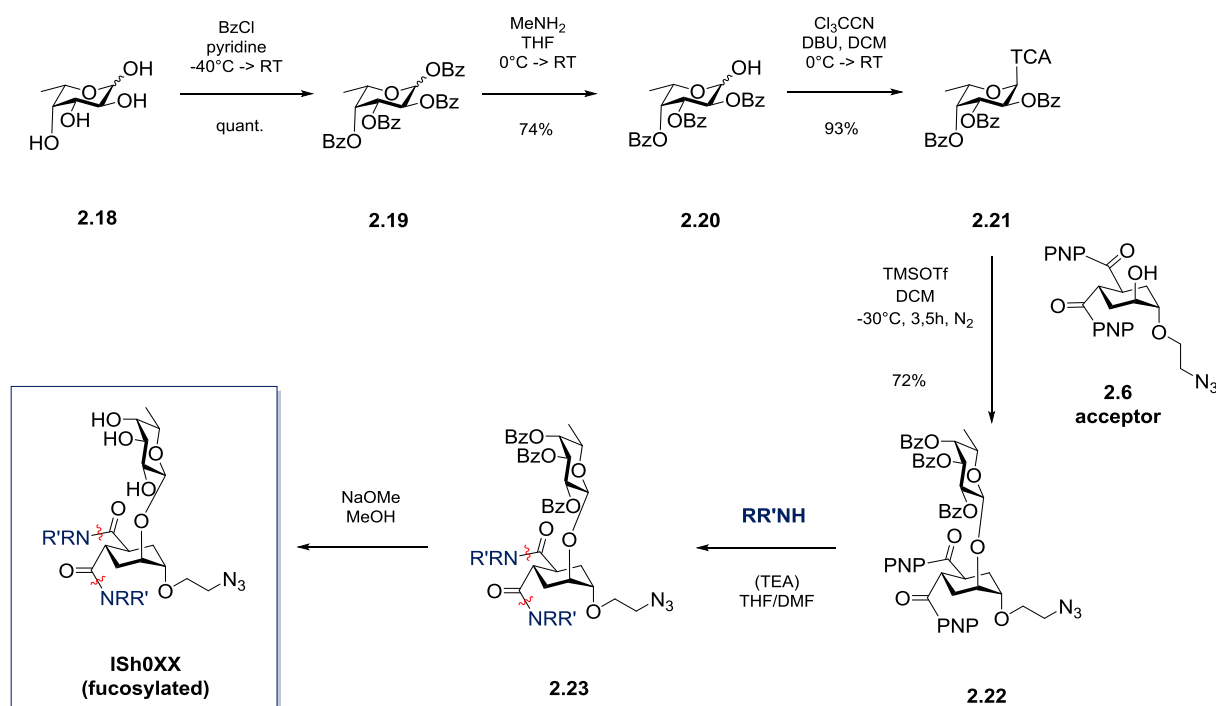 BzCl
pyridine
-40°C -> RT
quant.
MeNH2
THF
0°C -> RT
74%
Cl3CCN
DBU, DCM
0°C -> RT
93%
O
OH
OH
OH
HO
2.18
O
OBz
OBz
OBz
BzO
2.19
O
OH
OBz
OBz
BzO
2.20
TCA
O
OBz
OBz
BzO
2.21
TMSOTf
DCM
-30°C, 3,5h, N2
72%
PNP
O
OH
O
PNP
O
N3
2.6
acceptor
BzO
BzO
O
BzO
O
PNP
O
O
PNP
O
N3
2.22
RR'NH
(TEA)
THF/DMF
BzO
BzO
O
BzO
O
O
R'RN
O
NRR'
O
N3
2.23
NaOMe
MeOH
HO
HO
O
HO
O
O
R'RN
O
NRR'
O
N3
ISh0XX
(fucosylated)